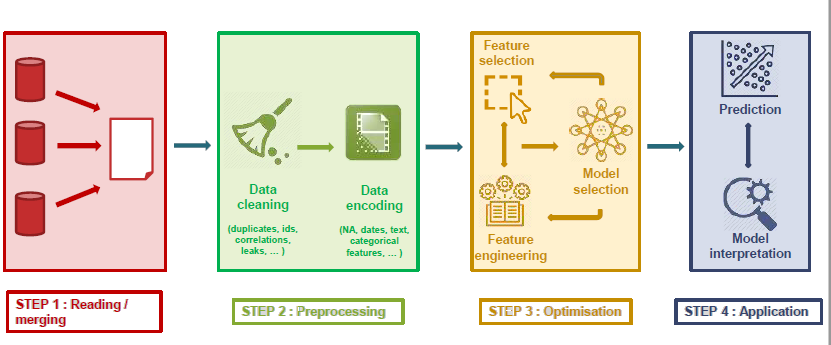 Data
cleaning
(duplicates, ids,
correlations,
leaks, ... )
Data
encoding
(NA, dates, text,
categorical
features, ... )
Feature
selection
Model
selection
Feature
engineering
Prediction
Model
interpretation
STEP 1 : Reading /
merging
STEP 2 : Preprocessing
STEP 3 : Optimisation
STEP 4 : Application